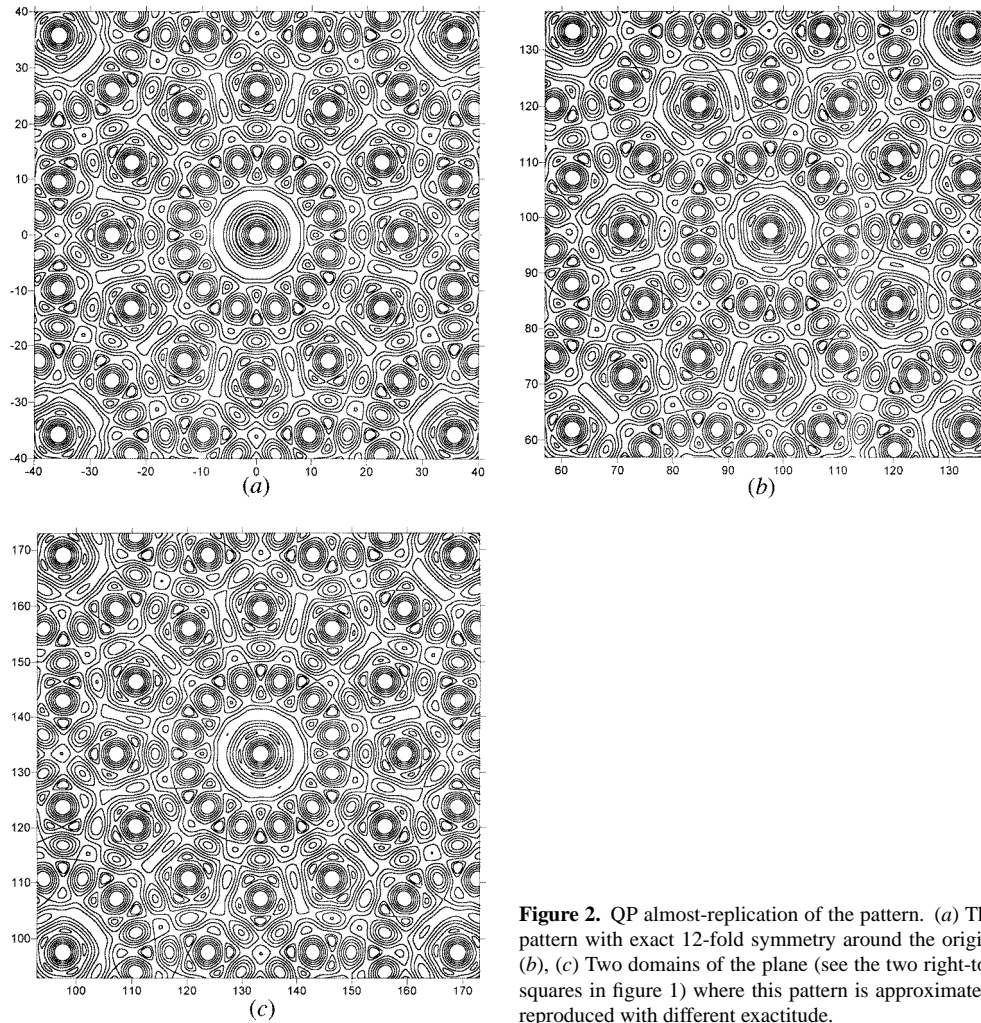 40
30
20
10
0
-10
-20
-30
-40
-40 -30 -20 -10 0 10 20 30 40
(a)
130
120
110
100
90
80
70
60
60 70 80 90 100 110 120 130
(b)
170
160
150
140
130
120
110
100
100 110 120 130 140 150 160 170
(c)
Figure 2. QP almost-replication of the pattern. (a) Th
pattern with exact 12-fold symmetry around the origi
(b), (c) Two domains of the plane (see the two right-to
squares in figure 1) where this pattern is approximate
reproduced with different exactitude.